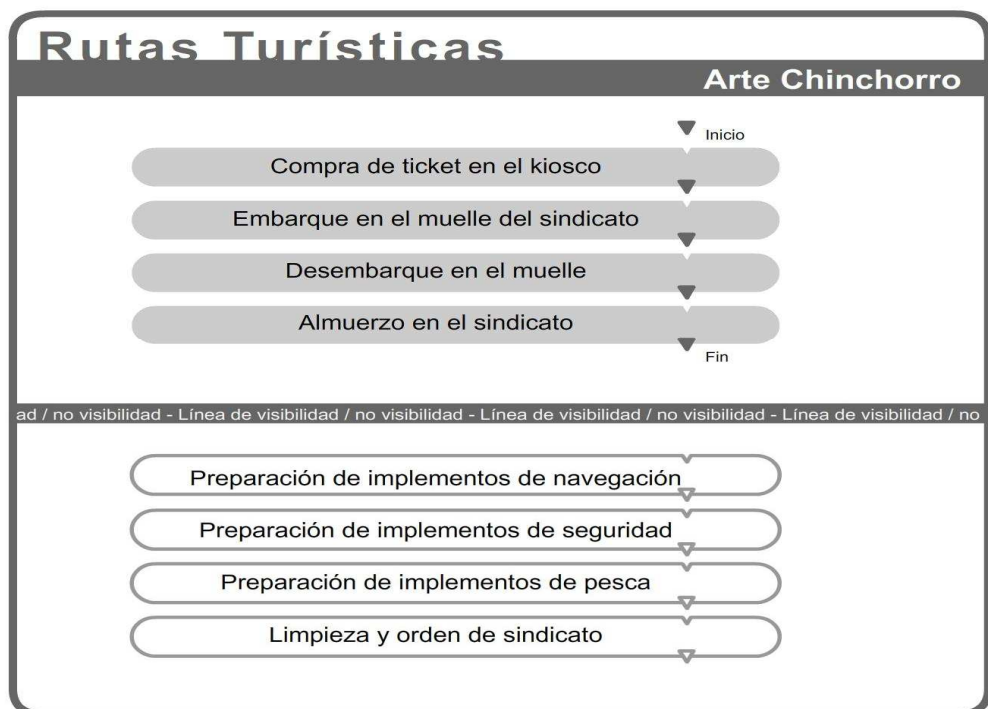 Rutas Turísticas
Arte Chinchorro
Inicio
Compra de ticket en el kiosco
Embarque en el muelle del sindicato
Desembarque en el muelle
Almuerzo en el sindicato
Fin
ad / no visibilidad - Línea de visibilidad / no visibilidad - Línea de visibilidad / no visibilidad - Línea de visibilidad / no
Preparación de implementos de navegación
Preparación de implementos de seguridad
Preparación de implementos de pesca
Limpieza y orden de sindicato